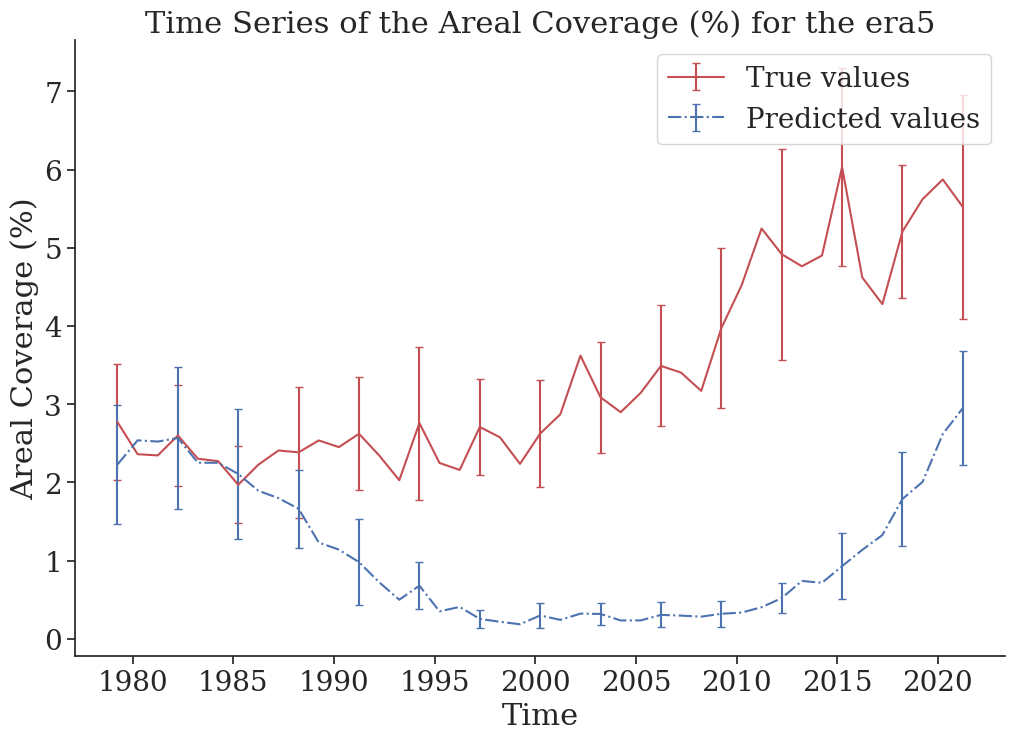 Time Series of the Areal Coverage (%) for the era5
True values
Predicted values
Areal Coverage (%)
7
6
5
4
3
2
1
0
1980 1985 1990 1995 2000 2005 2010 2015 2020
Time